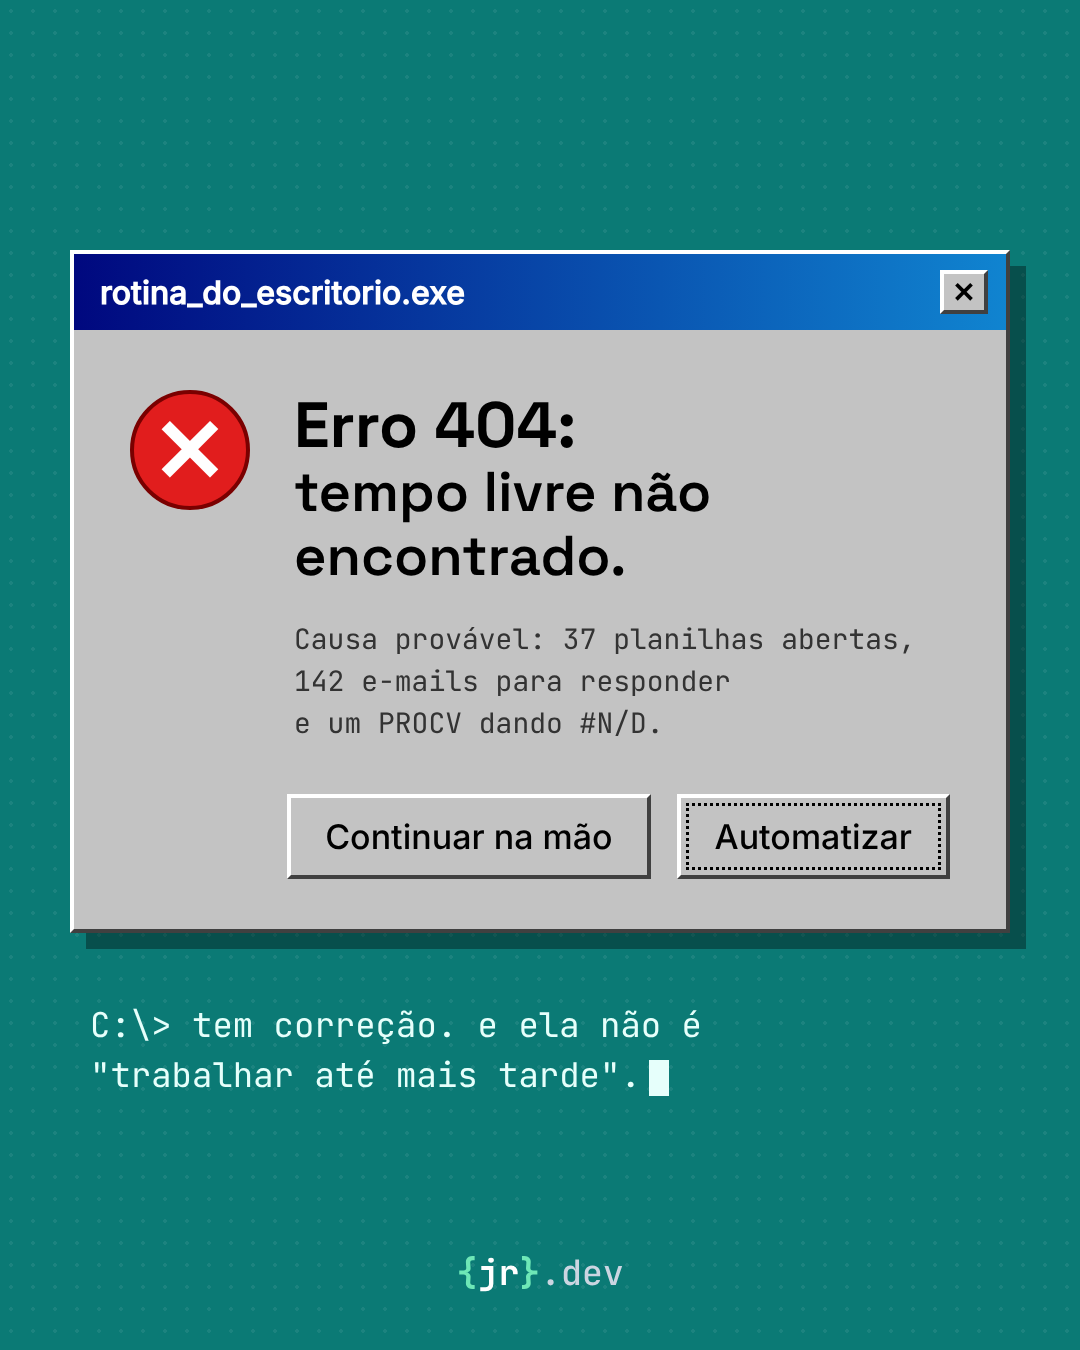 rotina_do_escritorio.exe
Erro 404:
tempo livre não
encontrado.
Causa provável: 37 planilhas abertas,
142 e-mails para responder
e um PROCV dando #N/D.
Continuar na mão
Automatizar
C:\> tem correção. e ela não é
"trabalhar até mais tarde".
{jr}.dev